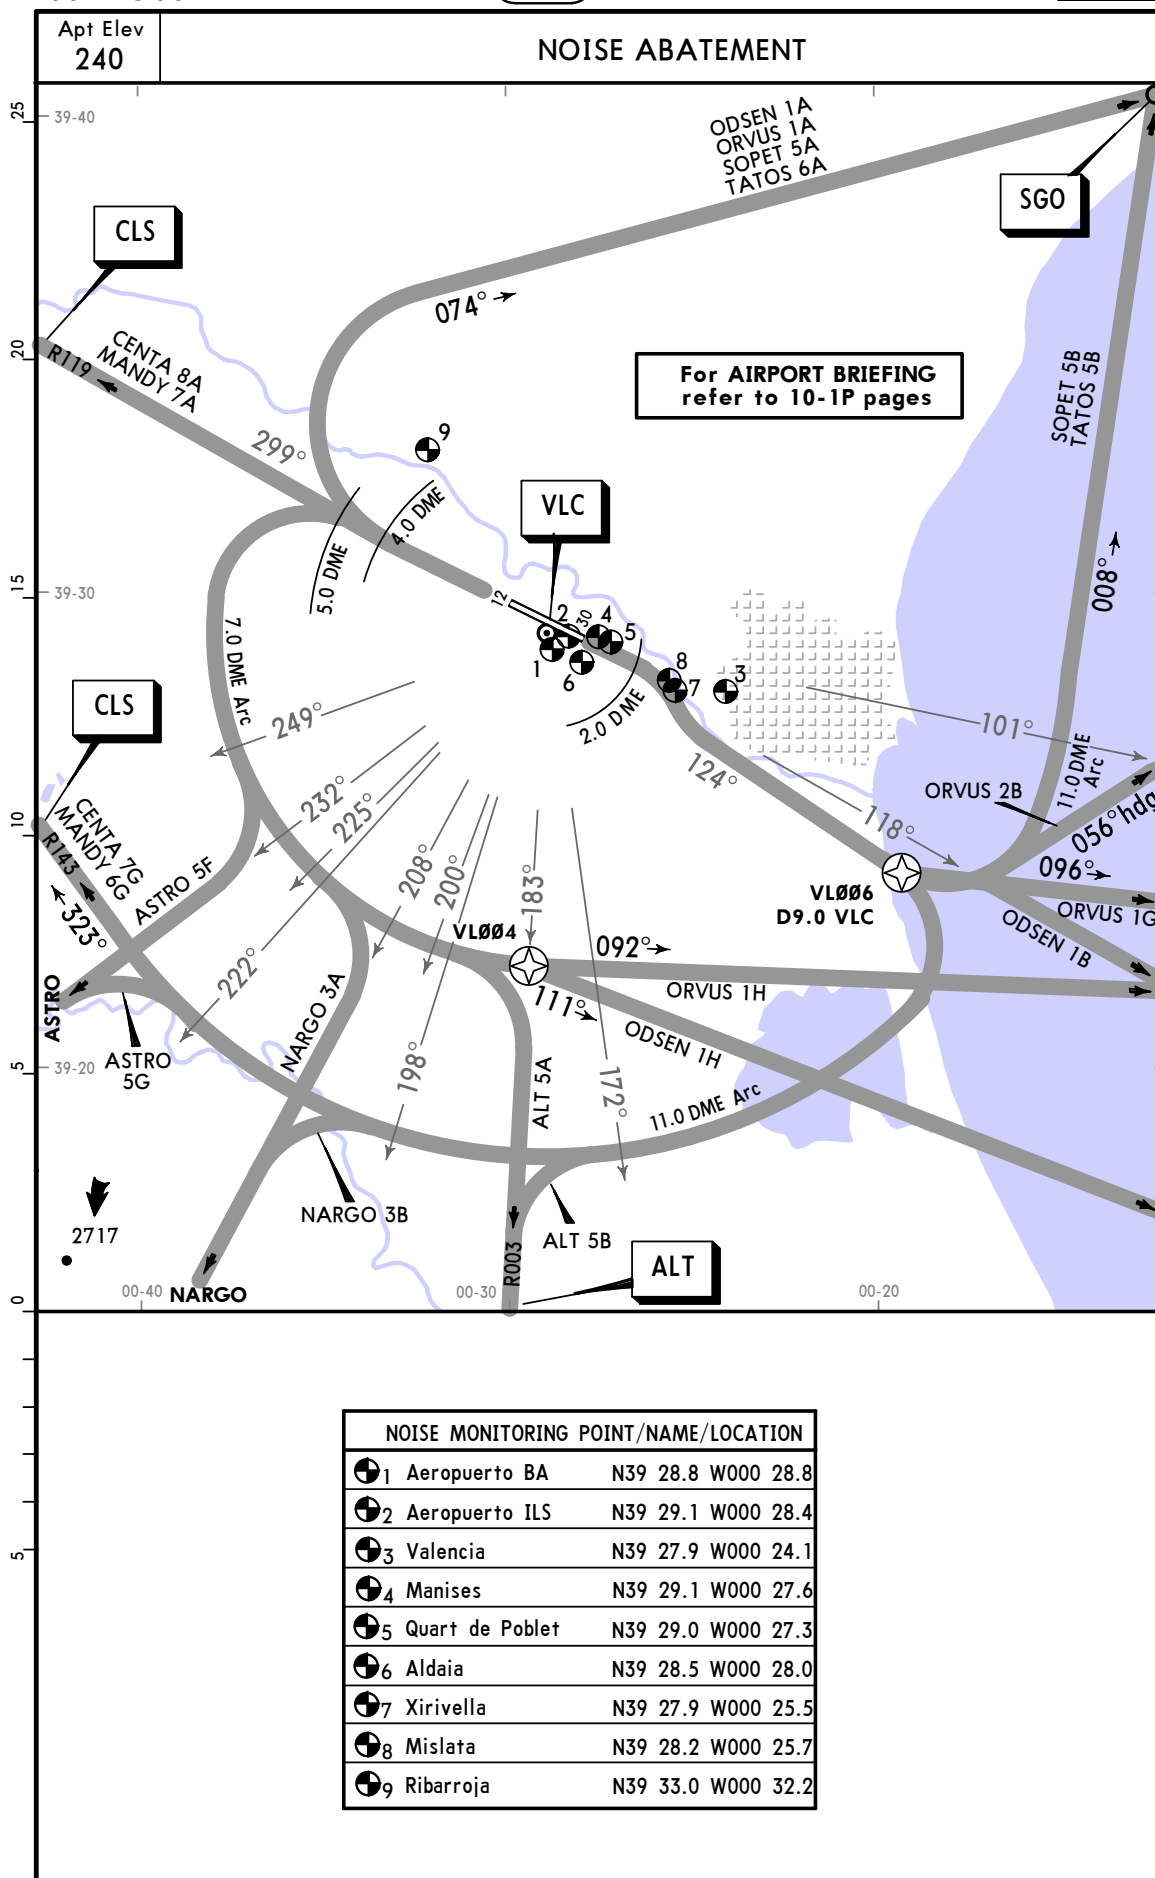 Apt Elev
240
NOISE ABATEMENT
25
39-40
ODSEN 1A
ORVUS 1A
SOPET 5A
TATOS 6A
SGO
CLS
074°
20
R119
CENTA 8A
MANDY 7A
For AIRPORT BRIEFING
refer to 10-1P pages
SOPET 5B
TATOS 5B
299°
9
VLC
4.0 DME
5.0 DME
008°
15
39-30
12
30
2
4
5
1
6
8
7
3
7.0 DME Arc
2.0 DME
CLS
249°
101°
124°
11.0 DME
Arc
ORVUS 2B
232°
225°
118°
056°hdg
10
R143
CENTA 7G
MANDY 6G
323°
ASTRO 5F
208°
200°
183°
096°
VLØØ6
D9.0 VLC
ORVUS 1G
ODSEN 1B
VLØØ4
092°
222°
ORVUS 1H
111°
ASTRO
NARGO 3A
ODSEN 1H
5
39-20
ASTRO
5G
198°
ALT 5A
172°
11.0 DME Arc
2717
NARGO 3B
ALT 5B
R003
ALT
0
00-40
NARGO
00-30
00-20
NOISE MONITORING POINT/NAME/LOCATION
1 Aeropuerto BA N39 28.8 W000 28.8
2 Aeropuerto ILS N39 29.1 W000 28.4
3 Valencia N39 27.9 W000 24.1
4 Manises N39 29.1 W000 27.6
5 Quart de Poblet N39 29.0 W000 27.3
6 Aldaia N39 28.5 W000 28.0
7 Xirivella N39 27.9 W000 25.5
8 Mislata N39 28.2 W000 25.7
9 Ribarroja N39 33.0 W000 32.2
5